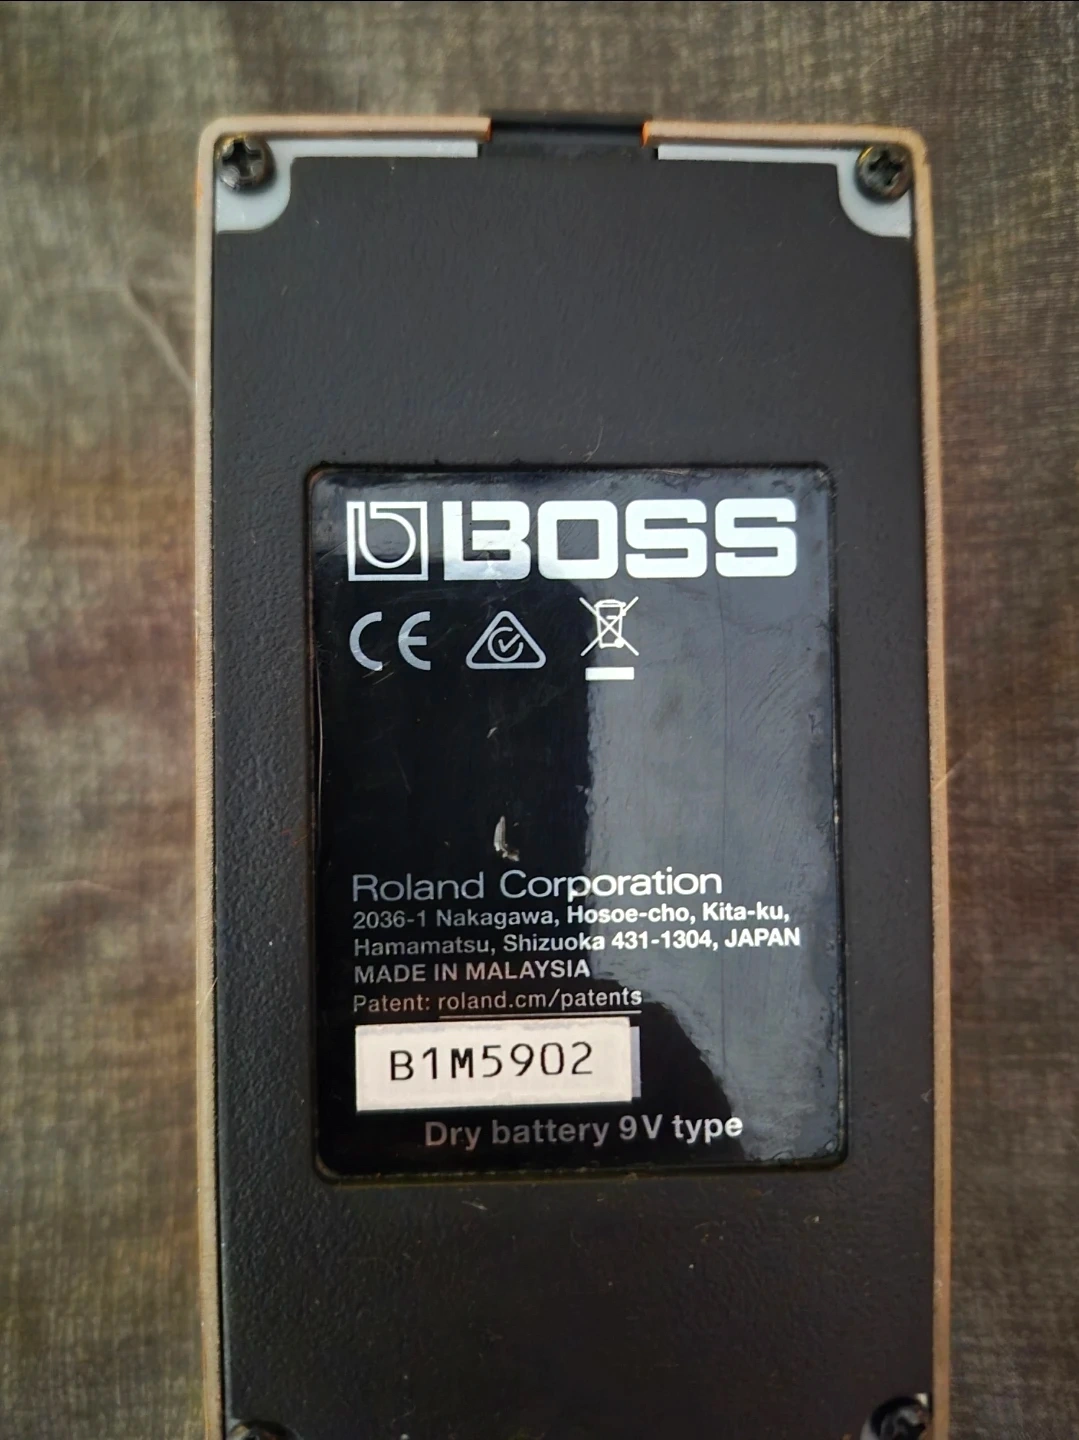 BOSS
CE
Roland Corporation
2036-1 Nakagawa, Hosoe-cho, Kita-ku,
Hamamatsu, Shizuoka 431-1304, JAPAN
MADE IN MALAYSIA
Patent: roland.cm/patents
B1M5902
Dry battery 9V type